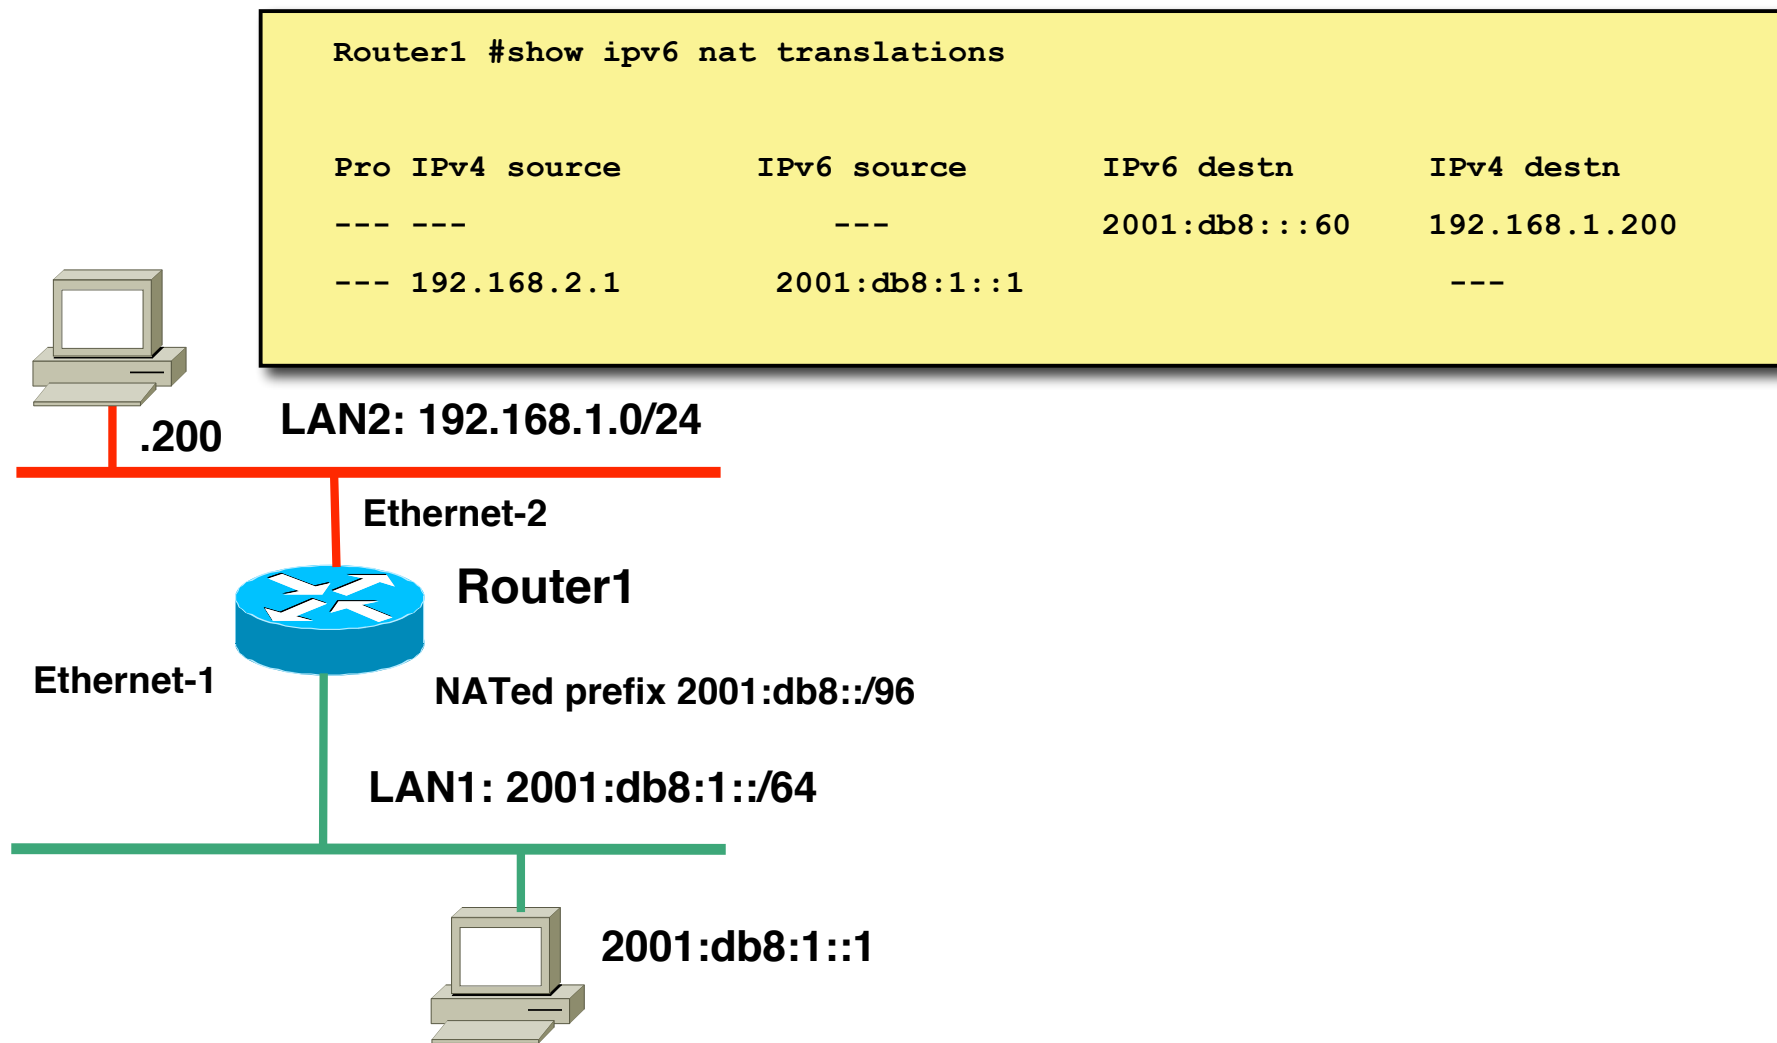 Router1 #show ipv6 nat translations
Pro IPv4 source IPv6 source IPv6 destn IPv4 destn
--- --- --- 2001:db8:::60 192.168.1.200
--- 192.168.2.1 2001:db8:1::1 ---
.200
LAN2: 192.168.1.0/24
Ethernet-2
Router1
Ethernet-1
NATed prefix 2001:db8::/96
LAN1: 2001:db8:1::/64
2001:db8:1::1